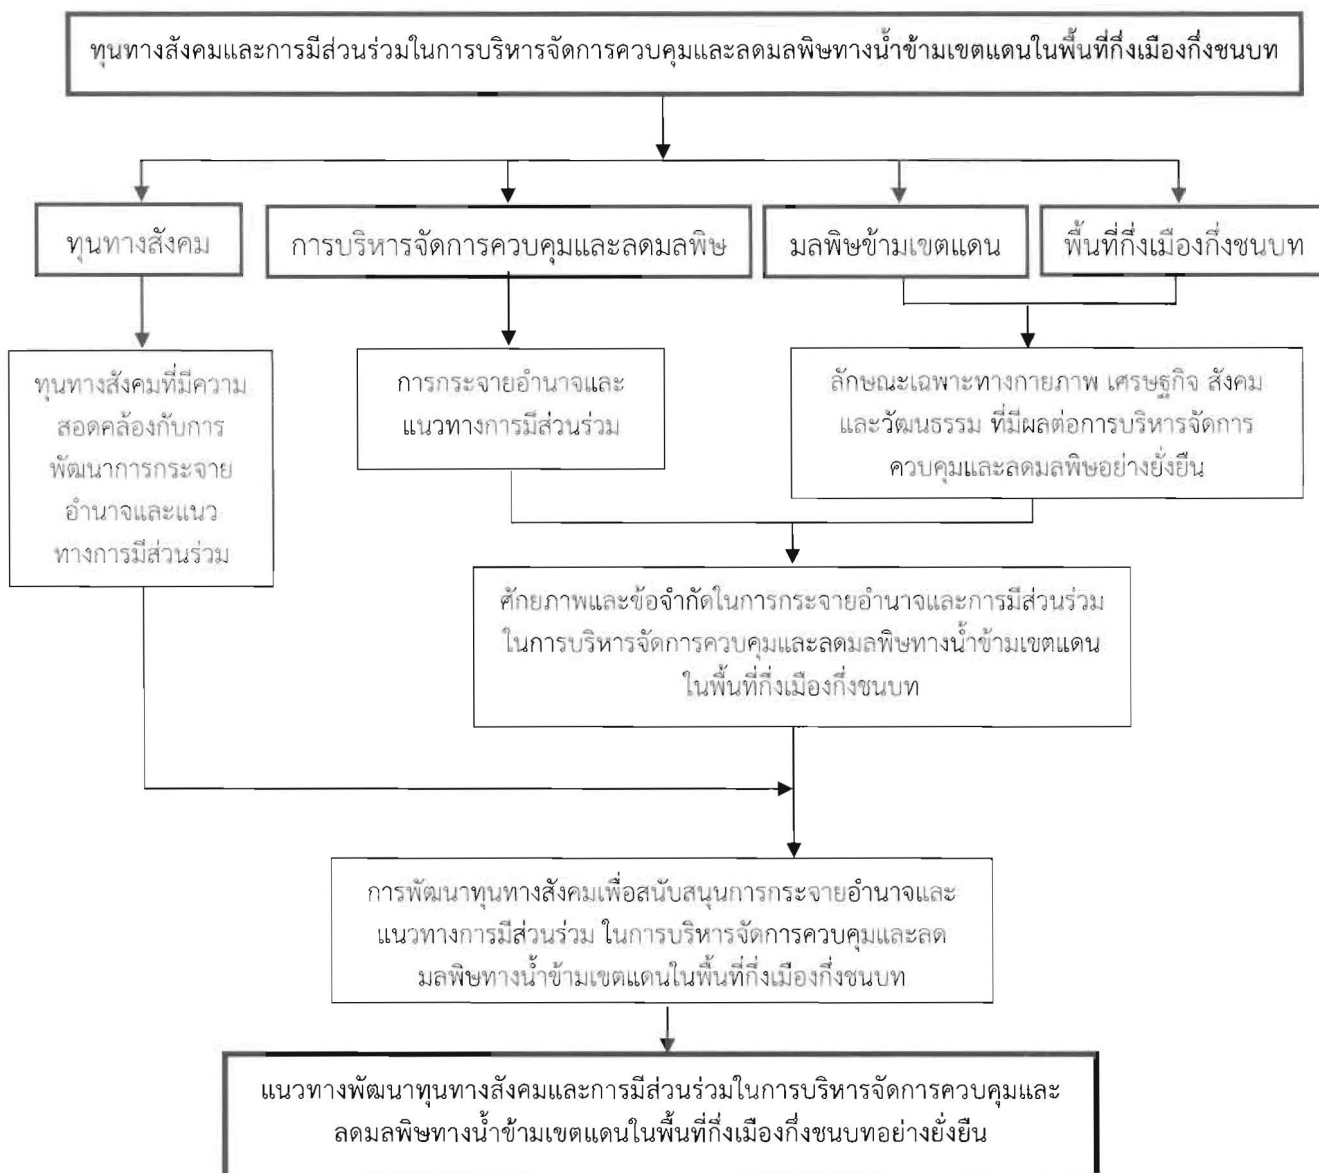 ทุนทางสังคมและการมีส่วนร่วมในการบริหารจัดการควบคุมและลดมลพิษทางน้ำข้ามเขตแดนในพื้นที่กึ่งเมืองกึ่งชนบท
ทุนทางสังคม
การบริหารจัดการควบคุมและลดมลพิษ
มลพิษข้ามเขตแดน
พื้นที่กึ่งเมืองกึ่งชนบท
ทุนทางสังคมที่มีความ
สอดคล้องกับการ
พัฒนาการกระจาย
อำนาจและแนว
ทางการมีส่วนร่วม
การกระจายอำนาจและ
แนวทางการมีส่วนร่วม
ลักษณะเฉพาะทางกายภาพ เศรษฐกิจ สังคม
และวัฒนธรรม ที่มีผลต่อการบริหารจัดการ
ควบคุมและลดมลพิษอย่างยั่งยืน
ศักยภาพและข้อจำกัดในการกระจายอำนาจและการมีส่วนร่วม
ในการบริหารจัดการควบคุมและลดมลพิษทางน้ำข้ามเขตแดน
ในพื้นที่กึ่งเมืองกึ่งชนบท
การพัฒนาทุนทางสังคมเพื่อสนับสนุนการกระจายอำนาจและ
แนวทางการมีส่วนร่วม ในการบริหารจัดการควบคุมและลด
มลพิษทางน้ำข้ามเขตแดนในพื้นที่กึ่งเมืองกึ่งชนบท
แนวทางพัฒนาทุนทางสังคมและการมีส่วนร่วมในการบริหารจัดการควบคุมและ
ลดมลพิษทางน้ำข้ามเขตแดนในพื้นที่กึ่งเมืองกึ่งชนบทอย่างยั่งยืน